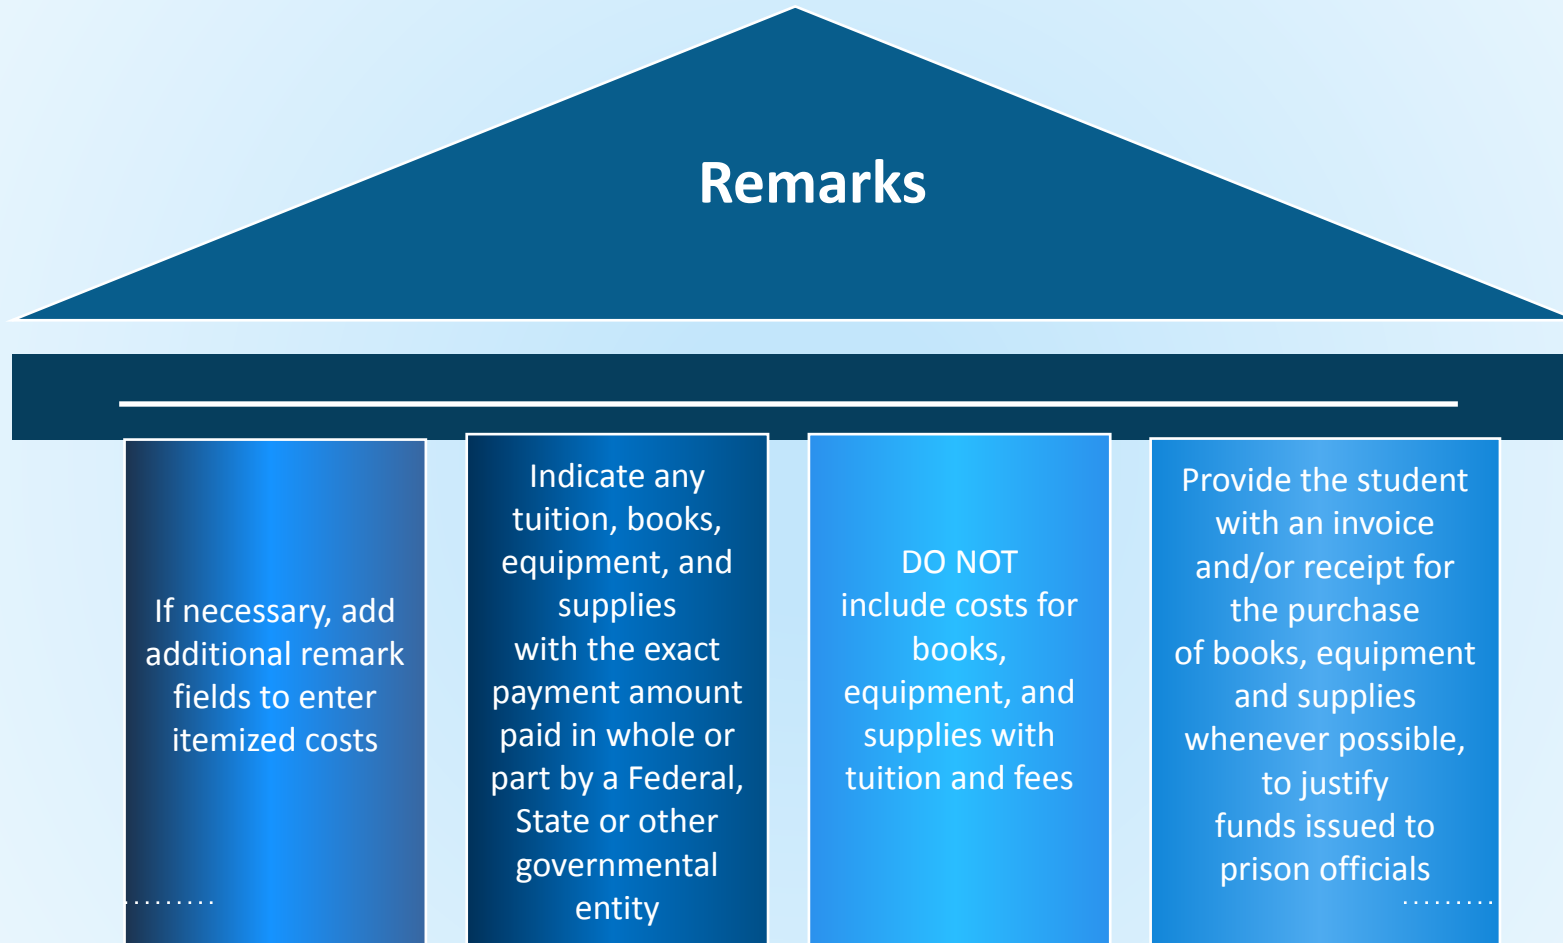 Remarks
If necessary, add
additional remark
fields to enter
itemized costs
Indicate any
tuition, books,
equipment, and
supplies
with the exact
payment amount
paid in whole or
part by a Federal,
State or other
governmental
entity
DO NOT
include costs for
books,
equipment, and
supplies with
tuition and fees
Provide the student
with an invoice
and/or receipt for
the purchase
of books, equipment
and supplies
whenever possible,
to justify
funds issued to
prison officials